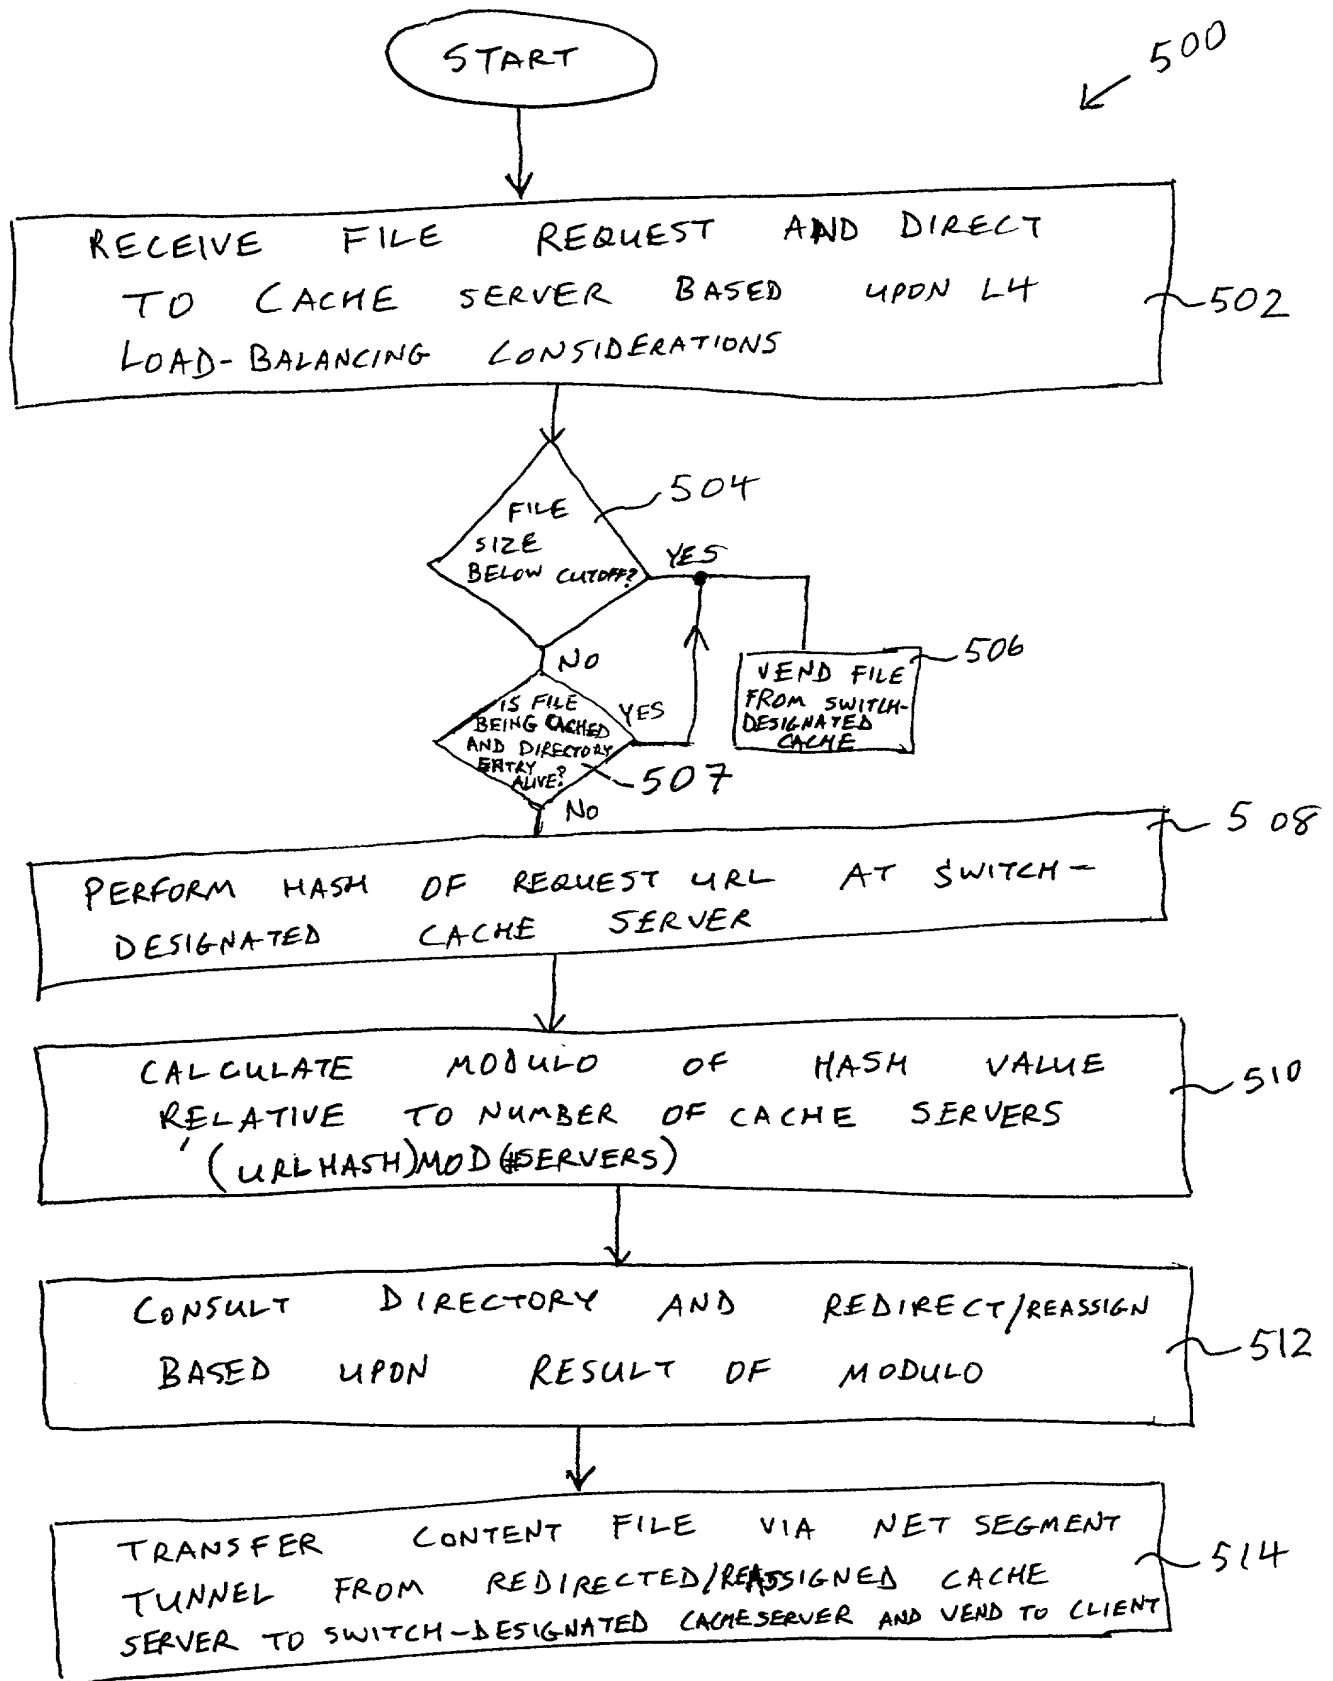 START
500
RECEIVE FILE REQUEST AND DIRECT
TO CACHE SERVER BASED UPON L4
LOAD-BALANCING CONSIDERATIONS
502
504
FILE
SIZE
BELOW CUTOFF?
YES
NO
506
VEND FILE
FROM SWITCH-
DESIGNATED
CACHE
IS FILE
BEING CACHED
AND DIRECTORY
ENTRY
ALIVE?
YES
507
NO
508
PERFORM HASH OF REQUEST URL AT SWITCH-
DESIGNATED CACHE SERVER
CALCULATE MODULO OF HASH VALUE
RELATIVE TO NUMBER OF CACHE SERVERS
(URLHASH)MOD(#SERVERS)
510
CONSULT DIRECTORY AND REDIRECT/REASSIGN
BASED UPON RESULT OF MODULO
512
TRANSFER CONTENT FILE VIA NET SEGMENT
TUNNEL FROM REDIRECTED/REASSIGNED CACHE
SERVER TO SWITCH-DESIGNATED CACHESERVER AND VEND TO CLIENT
514